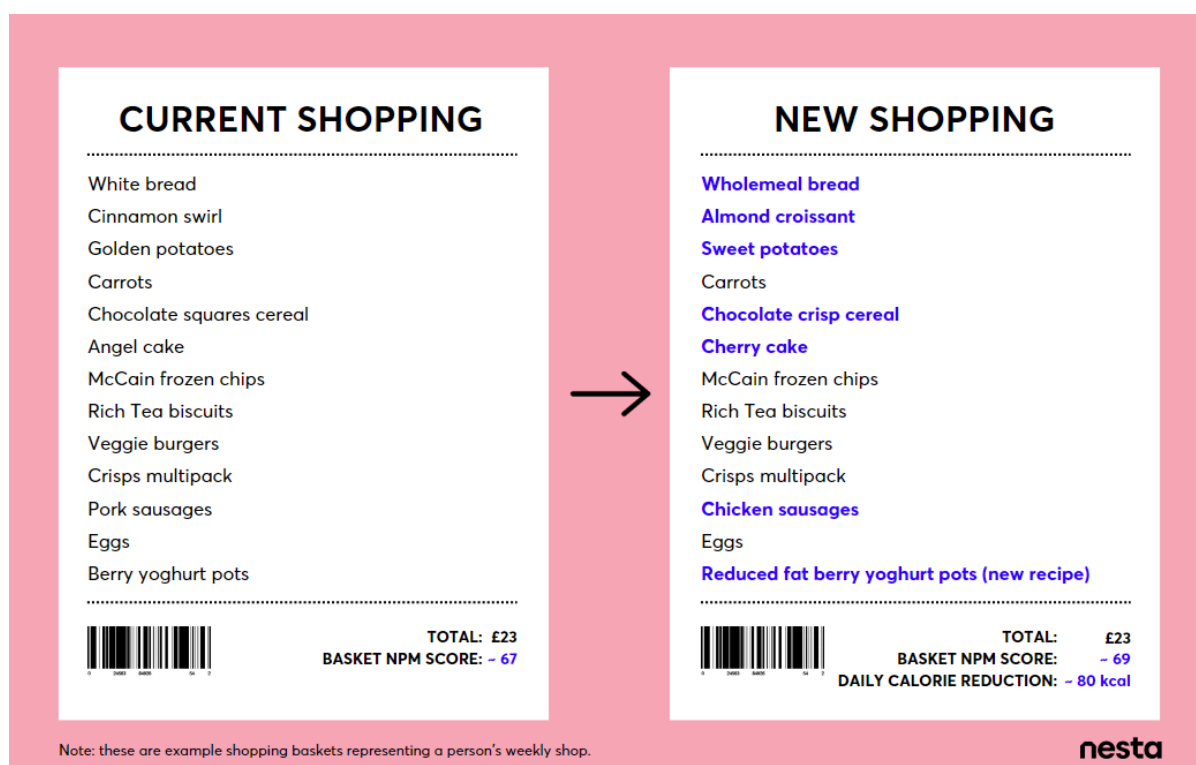 CURRENT SHOPPING
White bread
Cinnamon swirl
Golden potatoes
Carrots
Chocolate squares cereal
Angel cake
McCain frozen chips
Rich Tea biscuits
Veggie burgers
Crisps multipack
Pork sausages
Eggs
Berry yoghurt pots
TOTAL: £23
BASKET NPM SCORE: ~ 67
NEW SHOPPING
Wholemeal bread
Almond croissant
Sweet potatoes
Carrots
Chocolate crisp cereal
Cherry cake
McCain frozen chips
Rich Tea biscuits
Veggie burgers
Crisps multipack
Chicken sausages
Eggs
Reduced fat berry yoghurt pots (new recipe)
TOTAL: £23
BASKET NPM SCORE: ~ 69
DAILY CALORIE REDUCTION: ~ 80 kcal
Note: these are example shopping baskets representing a person's weekly shop.
nesta